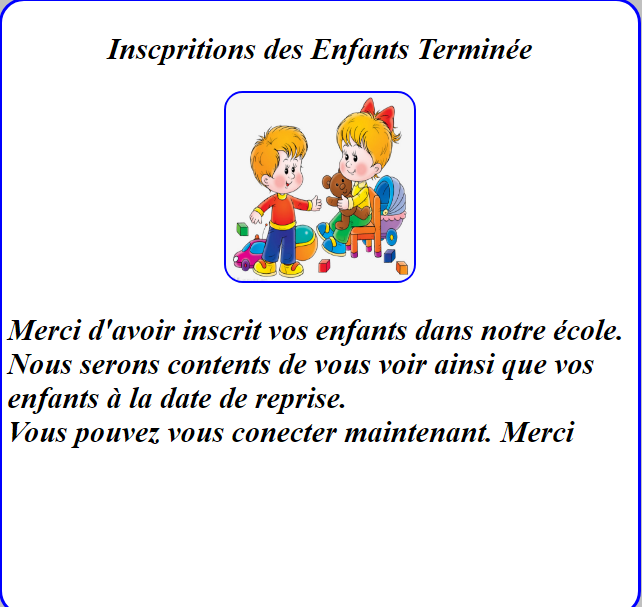 Inscpritions des Enfants Terminée
Merci d'avoir inscrit vos enfants dans notre école.
Nous serons contents de vous voir ainsi que vos
enfants à la date de reprise.
Vous pouvez vous conecter maintenant. Merci